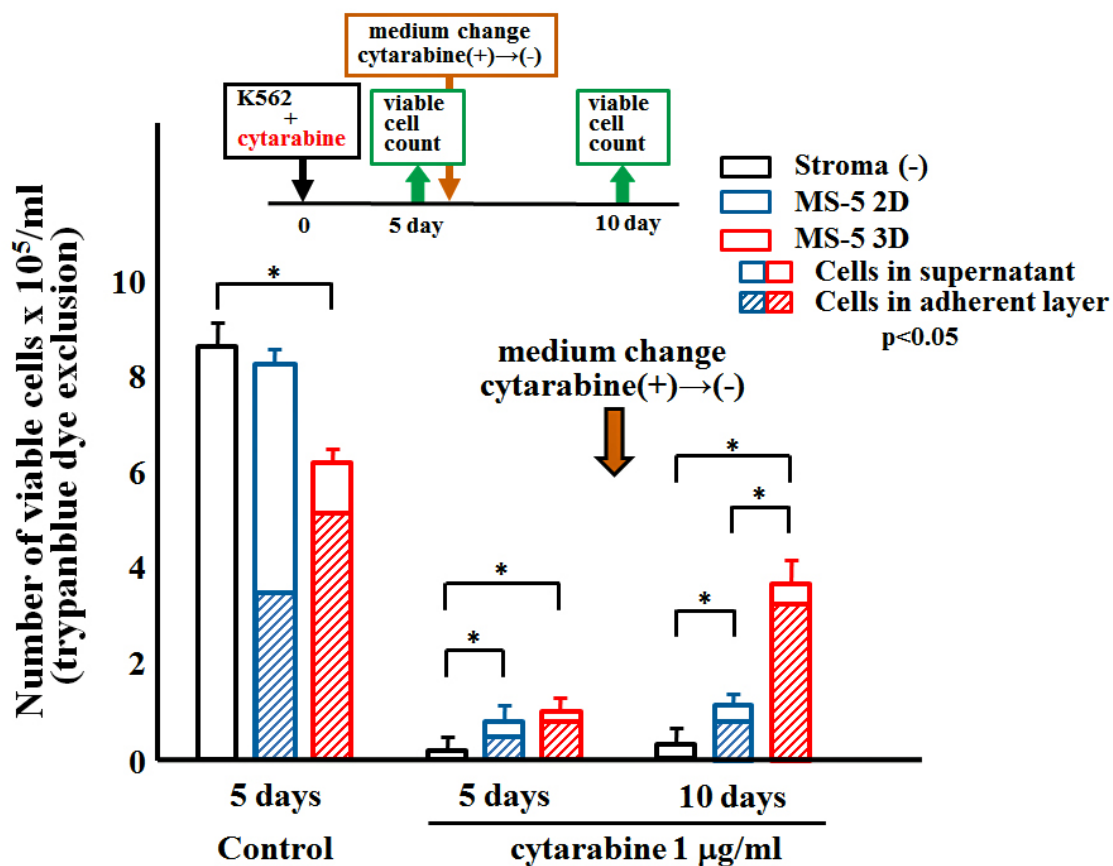 medium change
cytarabine(+)→(-)
K562
+
cytarabine
viable
cell
count
viable
cell
count
0
5 day
10 day
Stroma (-)
MS-5 2D
MS-5 3D
Cells in supernatant
Cells in adherent layer
p<0.05
Number of viable cells x 10⁵/ml
(trypanblue dye exclusion)
10
8
6
4
2
0
*
medium change
cytarabine(+)→(-)
*
*
*
*
*
5 days
5 days
10 days
Control
cytarabine 1 μg/ml